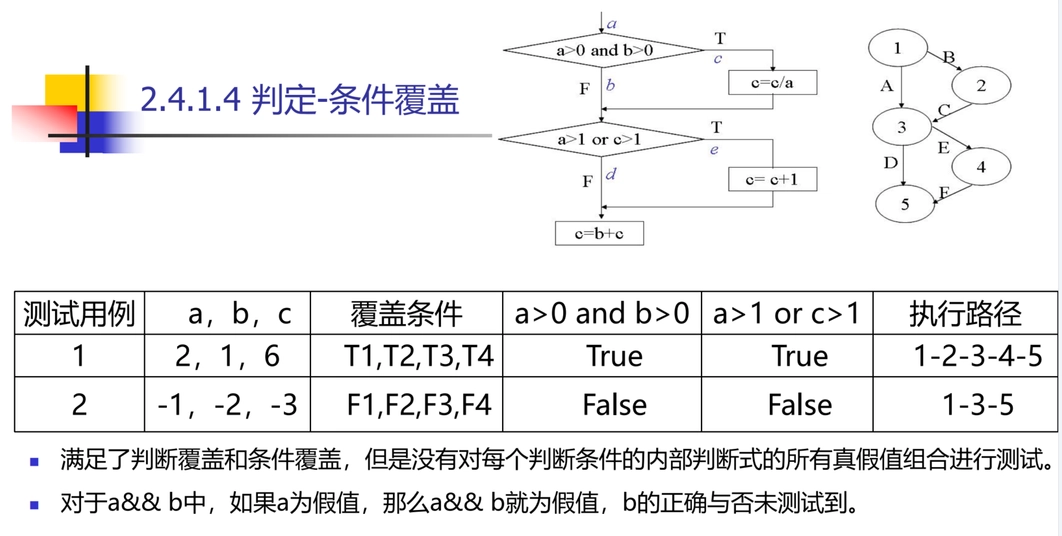 2.4.1.4 判定-条件覆盖
a
a>0 and b>0
T
c
c=c/a
F
b
a>1 or c>1
T
e
c= c+1
F
d
c=b+c
1
B
A
2
C
3
E
D
4
F
5
测试用例 a，b，c 覆盖条件 a>0 and b>0 a>1 or c>1 执行路径
1 2，1，6 T1,T2,T3,T4 True True 1-2-3-4-5
2 -1，-2，-3 F1,F2,F3,F4 False False 1-3-5
满足了判断覆盖和条件覆盖，但是没有对每个判断条件的内部判断式的所有真假值组合进行测试。
对于a&& b中，如果a为假值，那么a&& b就为假值，b的正确与否未测试到。